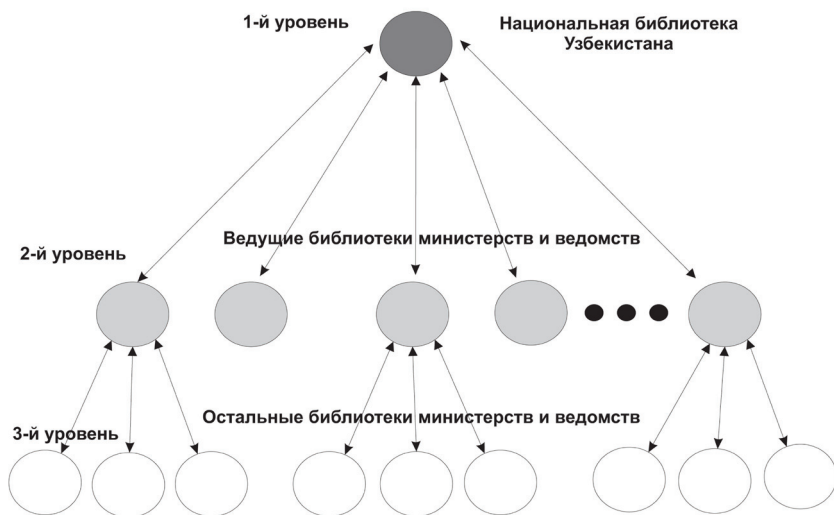 1-й уровень
Национальная библиотека
Узбекистана
Ведущие библиотеки министерств и ведомств
2-й уровень
Остальные библиотеки министерств и ведомств
3-й уровень